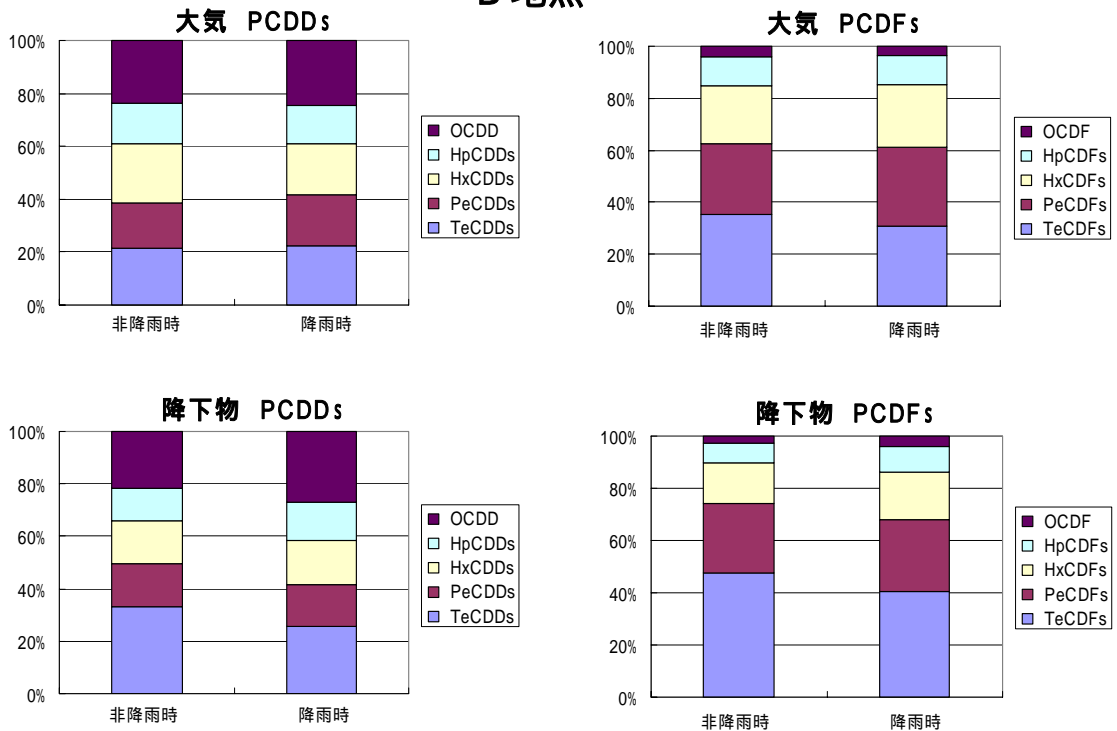 大気 PCDDs
100%
80%
60%
40%
20%
0%
非降雨時 降雨時
OCDD
HpCDDs
HxCDDs
PeCDDs
TeCDDs
大気 PCDFs
100%
80%
60%
40%
20%
0%
非降雨時 降雨時
OCDF
HpCDFs
HxCDFs
PeCDFs
TeCDFs
降下物 PCDDs
100%
80%
60%
40%
20%
0%
非降雨時 降雨時
OCDD
HpCDDs
HxCDDs
PeCDDs
TeCDDs
降下物 PCDFs
100%
80%
60%
40%
20%
0%
非降雨時 降雨時
OCDF
HpCDFs
HxCDFs
PeCDFs
TeCDFs